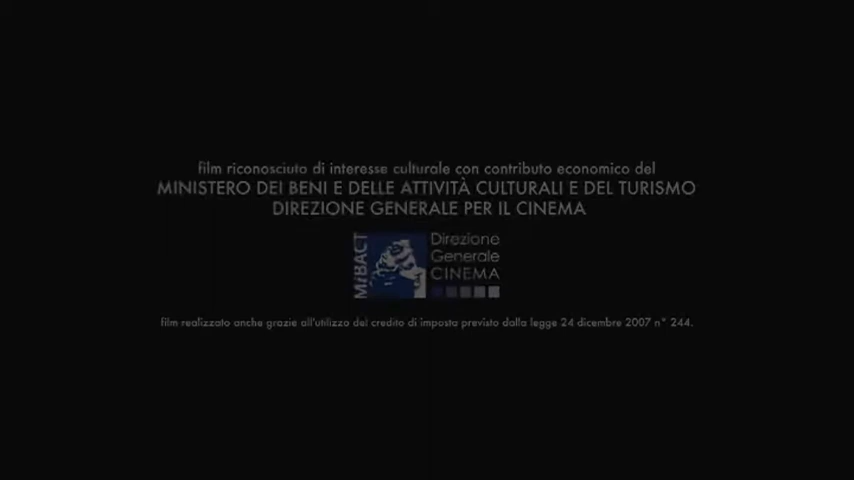 film riconosciuto di interesse culturale con contributo economico del
MINISTERO DEI BENI E DELLE ATTIVITÀ CULTURALI E DEL TURISMO
DIREZIONE GENERALE PER IL CINEMA
MiBACT
Direzione
Generale
CINEMA
film realizzato anche grazie all'utilizzo del credito di imposta previsto dalla legge 24 dicembre 2007 n° 244.